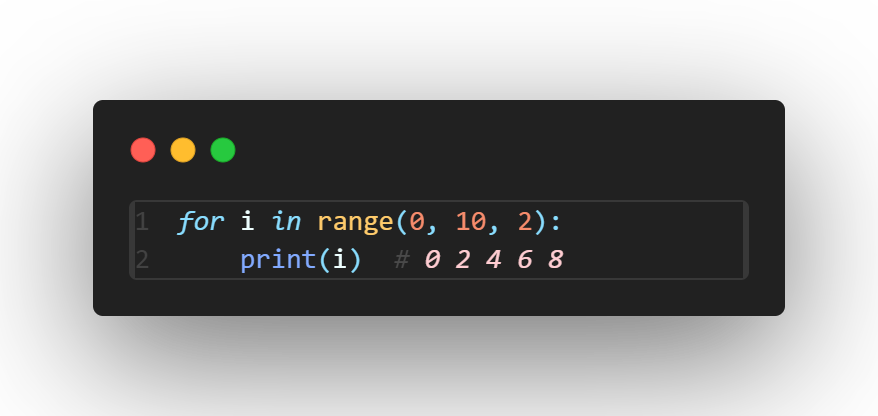 1 for i in range(0, 10, 2):
2     print(i)  # 0 2 4 6 8